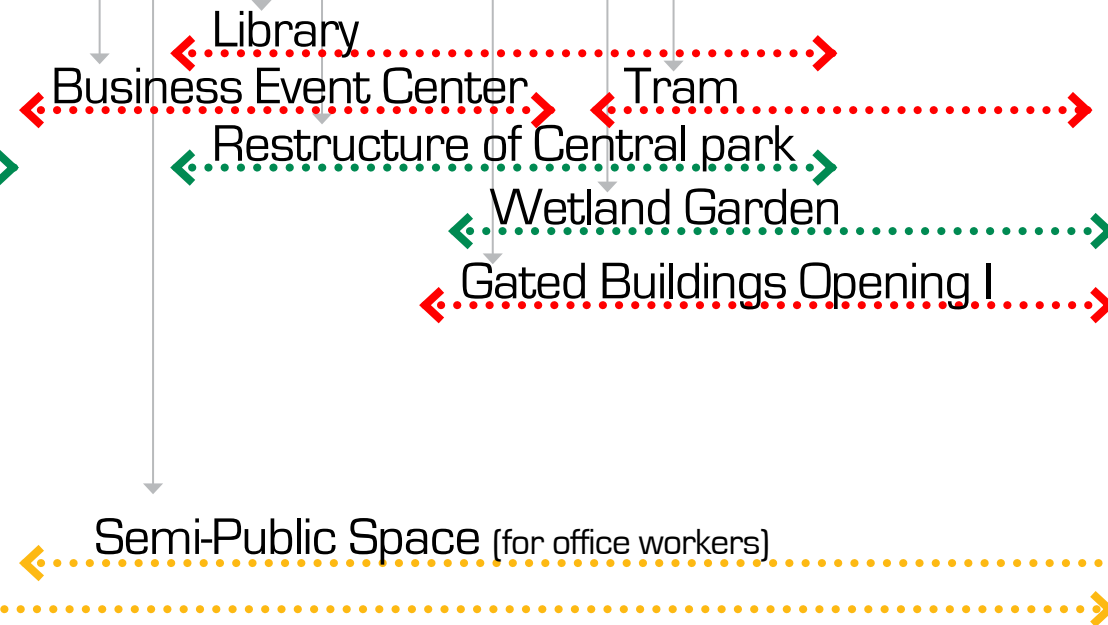 Library
Business Event Center
Tram
Restructure of Central park
Wetland Garden
Gated Buildings Opening I
Semi-Public Space (for office workers)